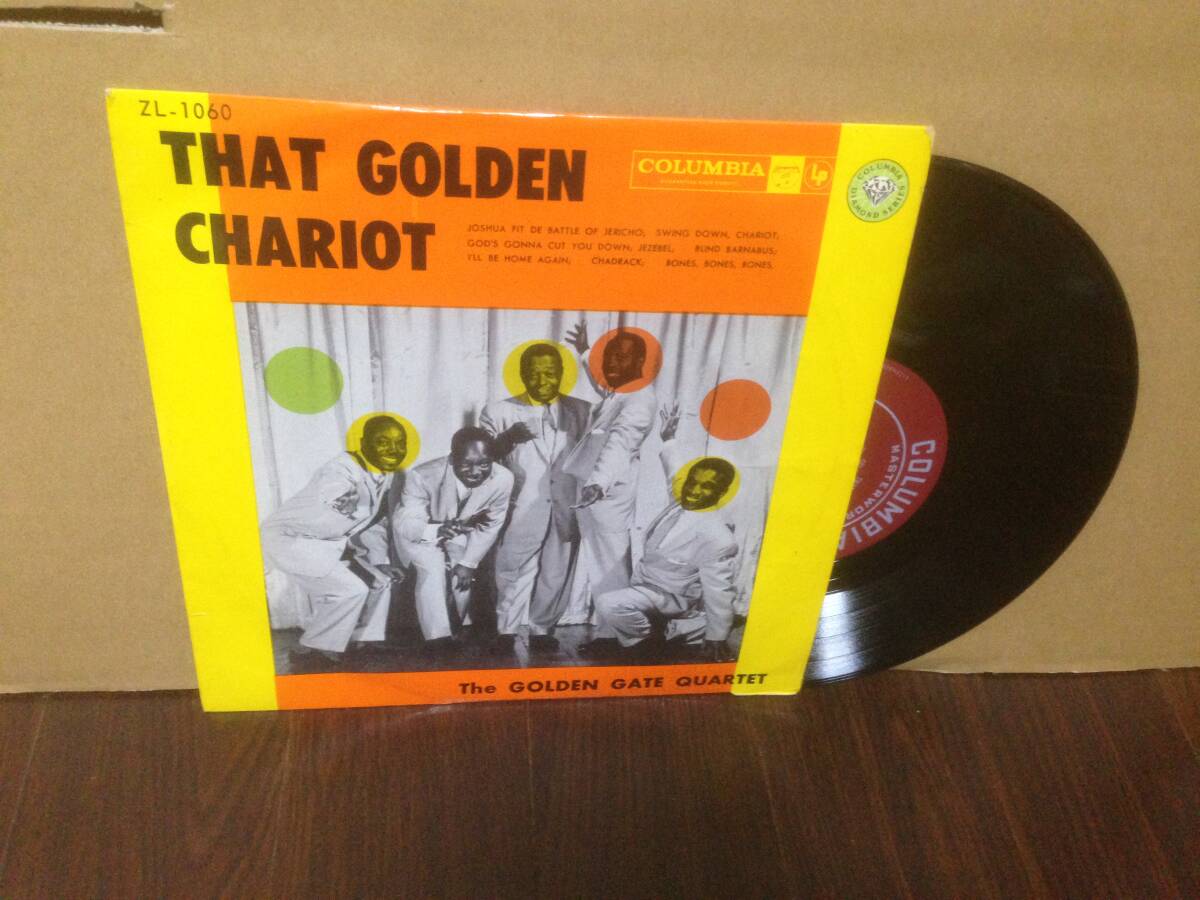 ZL-1060
THAT GOLDEN
CHARIOT
COLUMBIA
LP
COLUMBIA
DIAMOND SERIES
JOSHUA FIT DE BATTLE OF JERICHO; SWING DOWN, CHARIOT;
GOD'S GONNA CUT YOU DOWN; JEZEBEL; BLIND BARNABUS;
I'LL BE HOME AGAIN; CHADRACK; BONES, BONES, BONES.
The GOLDEN GATE QUARTET
COLUMBIA